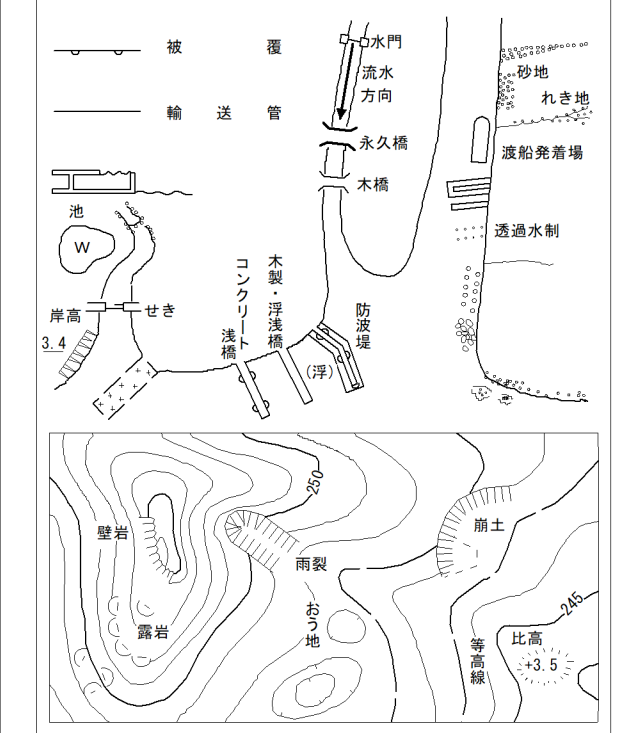 被覆
輸送管
水門
流水
方向
永久橋
木橋
砂地
れき地
渡船発着場
透過水制
池
W
岸高
3.4
せき
コンクリート
浅橋
木製・浮浅橋
(浮)
防波堤
250
壁岩
露岩
雨裂
おう地
崩土
等高線
245
比高
+3.5